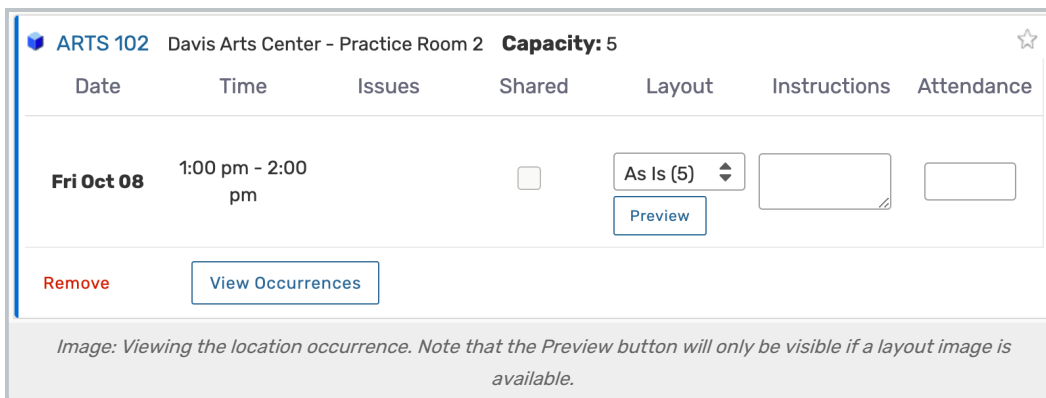 ARTS 102 Davis Arts Center - Practice Room 2 Capacity: 5
Date Time Issues Shared Layout Instructions Attendance
Fri Oct 08 1:00 pm - 2:00 pm As Is (5)
Preview
Remove View Occurrences
Image: Viewing the location occurrence. Note that the Preview button will only be visible if a layout image is
available.